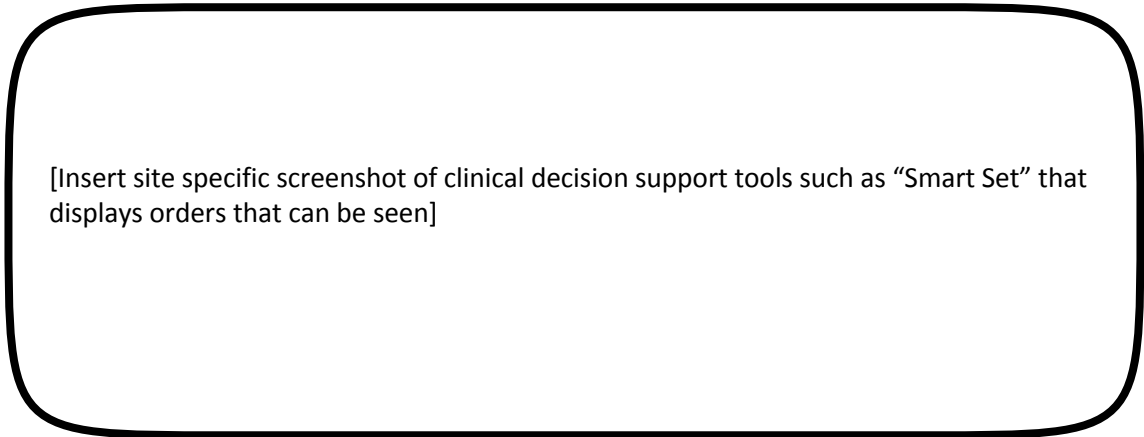 [Insert site specific screenshot of clinical decision support tools such as “Smart Set” that
displays orders that can be seen]